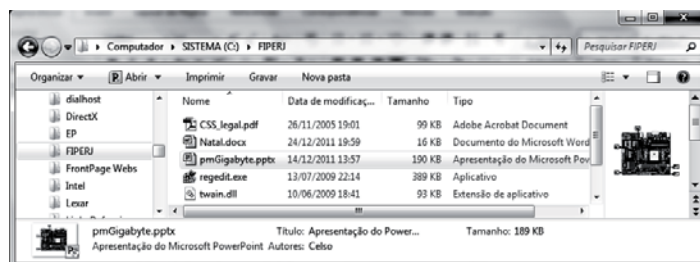 Computador ▸ SISTEMA (C:) ▸ FIPERJ
Pesquisar FIPERJ
Organizar Abrir Imprimir Gravar Nova pasta
dialhost
DirectX
EP
FIPERJ
FrontPage Webs
Intel
Lexar
Nome Data de modificaç... Tamanho Tipo
CSS_legal.pdf 26/11/2005 19:01 99 KB Adobe Acrobat Document
Natal.docx 24/12/2011 19:59 16 KB Documento do Microsoft Word
pmGigabyte.pptx 14/12/2011 13:57 190 KB Apresentação do Microsoft Pov
regedit.exe 13/07/2009 22:14 389 KB Aplicativo
twain.dll 10/06/2009 18:41 93 KB Extensão de aplicativo
pmGigabyte.pptx Título: Apresentação do Power... Tamanho: 189 KB
Apresentação do Microsoft PowerPoint Autores: Celso